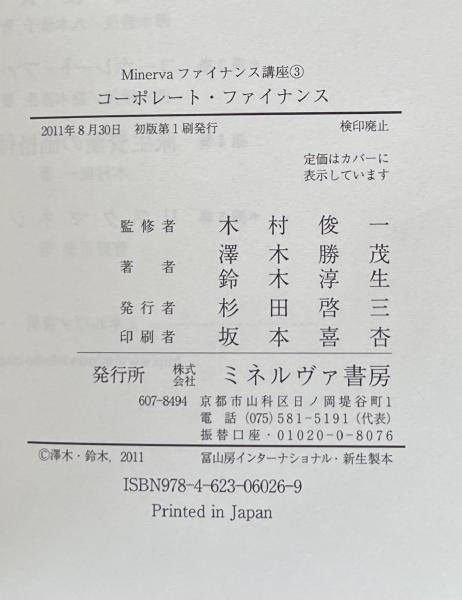 Minerva ファイナンス講座③
コーポレート・ファイナンス
2011年8月30日 初版第1刷発行 検印廃止
定価はカバーに
表示しています
監修者 木村俊一
著者 澤木勝茂
鈴木淳生
発行者 杉田啓三
印刷者 坂本喜杏
発行所 株式会社 ミネルヴァ書房
607-8494 京都市山科区日ノ岡堤谷町1
電話 (075)581-5191(代表)
振替口座・01020-0-8076
©澤木・鈴木, 2011 冨山房インターナショナル・新生製本
ISBN978-4-623-06026-9
Printed in Japan